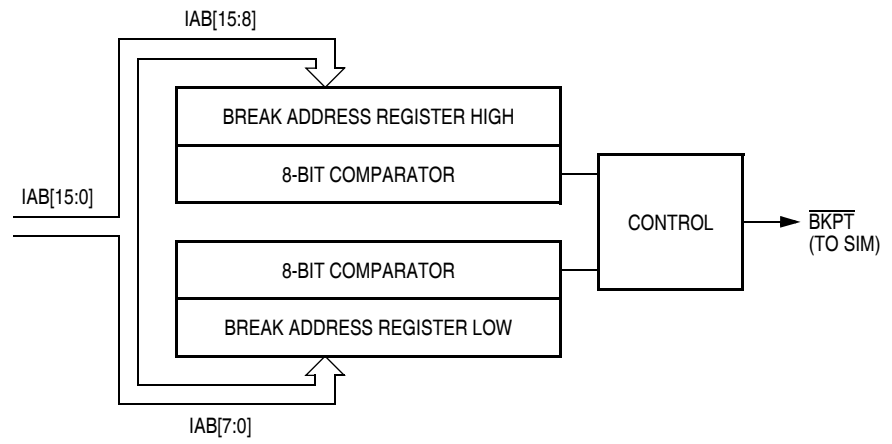 IAB[15:8]
BREAK ADDRESS REGISTER HIGH
8-BIT COMPARATOR
IAB[15:0]
CONTROL
BKPT
(TO SIM)
8-BIT COMPARATOR
BREAK ADDRESS REGISTER LOW
IAB[7:0]